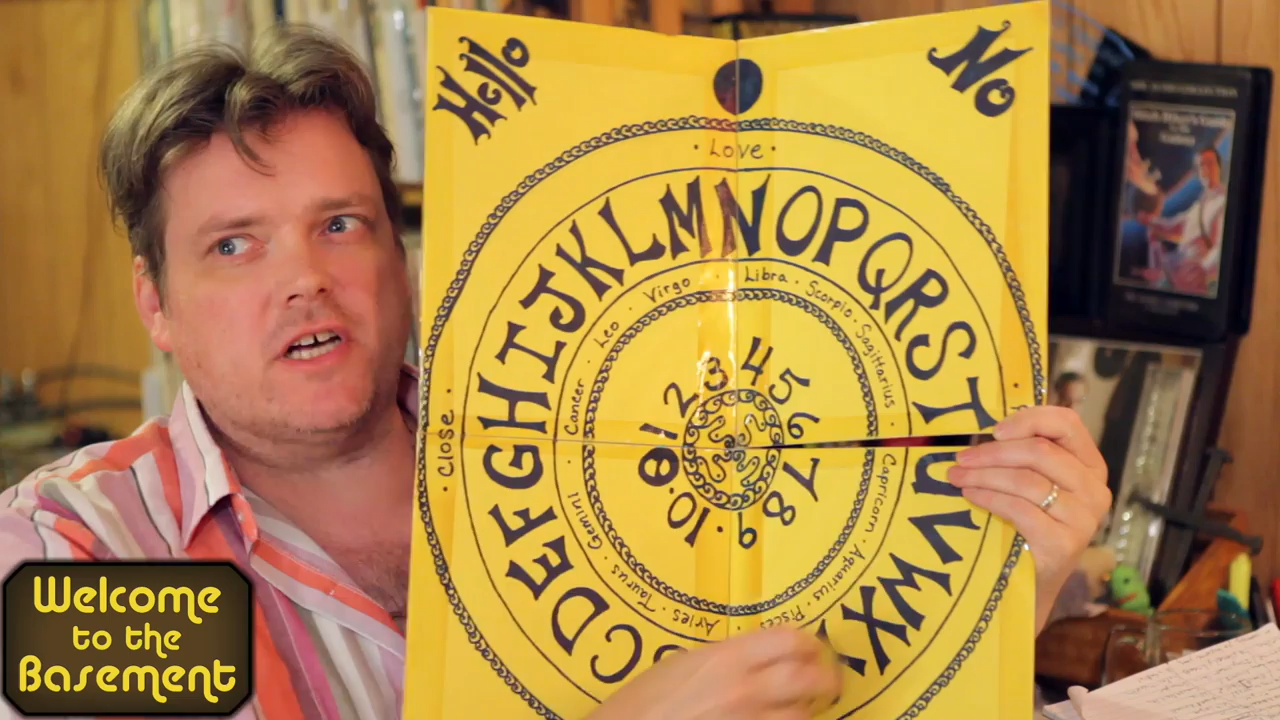 Hello
No
· Love ·
CDEFGHIJKLMNOPQRSTUVWX
· Close ·
Aries · Taurus · Gemini · Cancer · Leo · Virgo · Libra · Scorpio · Sagittarius · Capricorn · Aquarius · Pisces
1 2 3 4 5 6 7 8 9 10 · 0
Welcome
to the
Basement